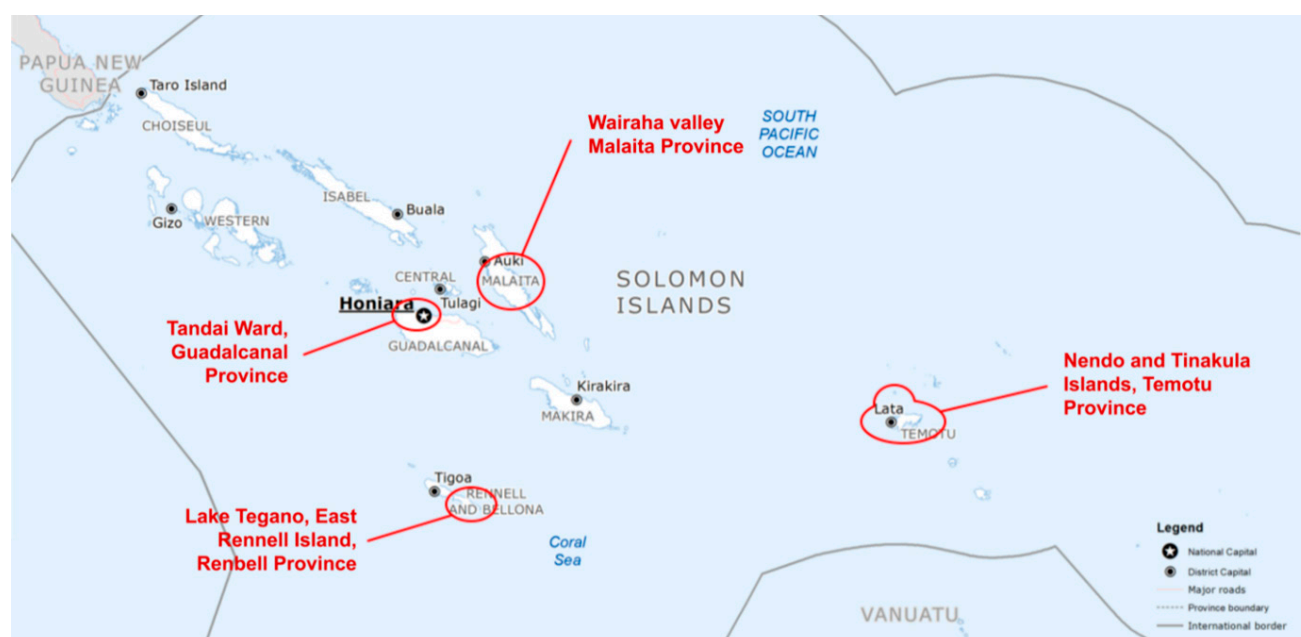 PAPUA NEW
GUINEA
Taro Island
CHOISEUL
Wairaha valley
Malaita Province
SOUTH
PACIFIC
OCEAN
ISABEL
Buala
Gizo
WESTERN
Auki
MALAITA
CENTRAL
Tulagi
Honiara
SOLOMON
ISLANDS
Tandai Ward,
Guadalcanal
Province
GUADALCANAL
Kirakira
MAKIRA
Nendo and Tinakula
Islands, Temotu
Province
Lata
TEMOTU
Tigoa
RENNELL
AND BELLONA
Lake Tegano, East
Rennell Island,
Renbell Province
Coral
Sea
VANUATU
Legend
National Capital
District Capital
Major roads
Province boundary
International border